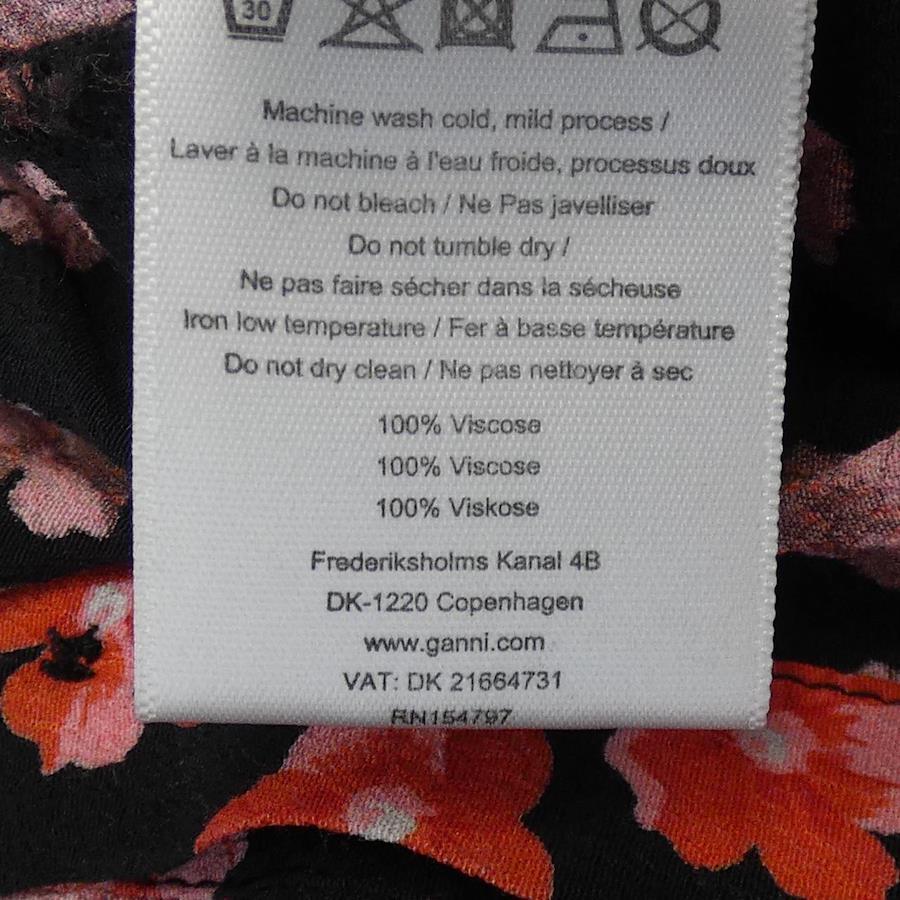 30
Machine wash cold, mild process /
Laver à la machine à l'eau froide, processus doux
Do not bleach / Ne Pas javelliser
Do not tumble dry /
Ne pas faire sécher dans la sécheuse
Iron low temperature / Fer à basse température
Do not dry clean / Ne pas nettoyer à sec
100% Viscose
100% Viscose
100% Viskose
Frederiksholms Kanal 4B
DK-1220 Copenhagen
www.ganni.com
VAT: DK 21664731
RN154797